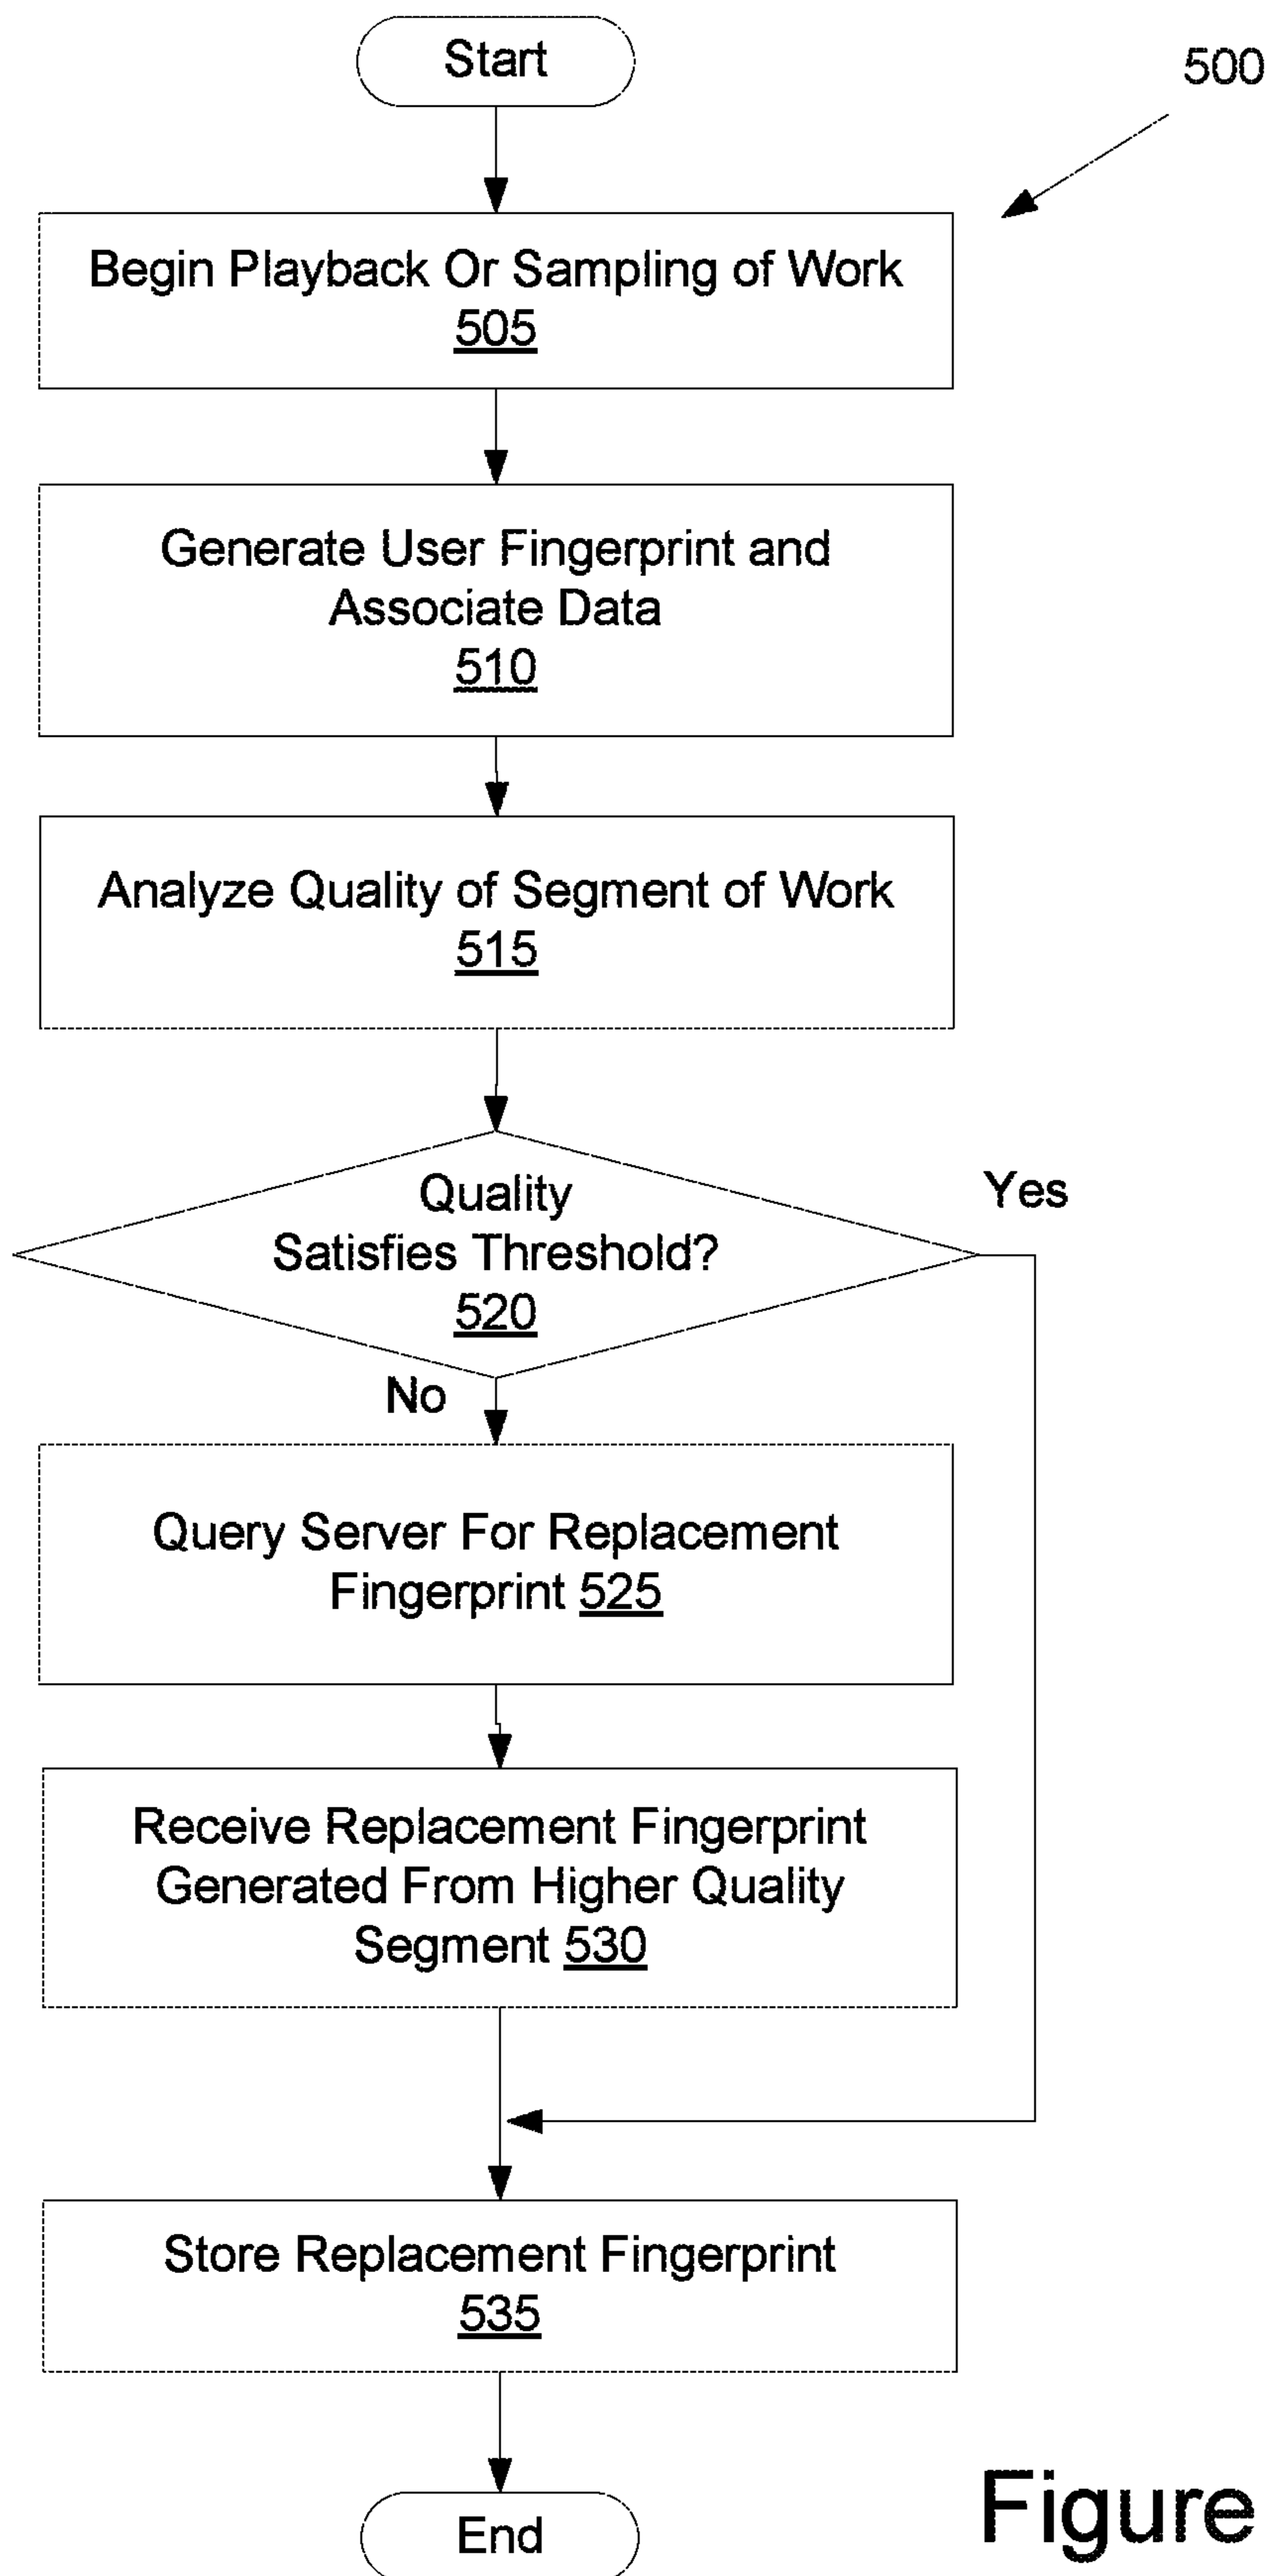 Start
500
Begin Playback Or Sampling of Work
505
Generate User Fingerprint and
Associate Data
510
Analyze Quality of Segment of Work
515
Quality
Satisfies Threshold?
520
Yes
No
Query Server For Replacement
Fingerprint 525
Receive Replacement Fingerprint
Generated From Higher Quality
Segment 530
Store Replacement Fingerprint
535
End
Figure